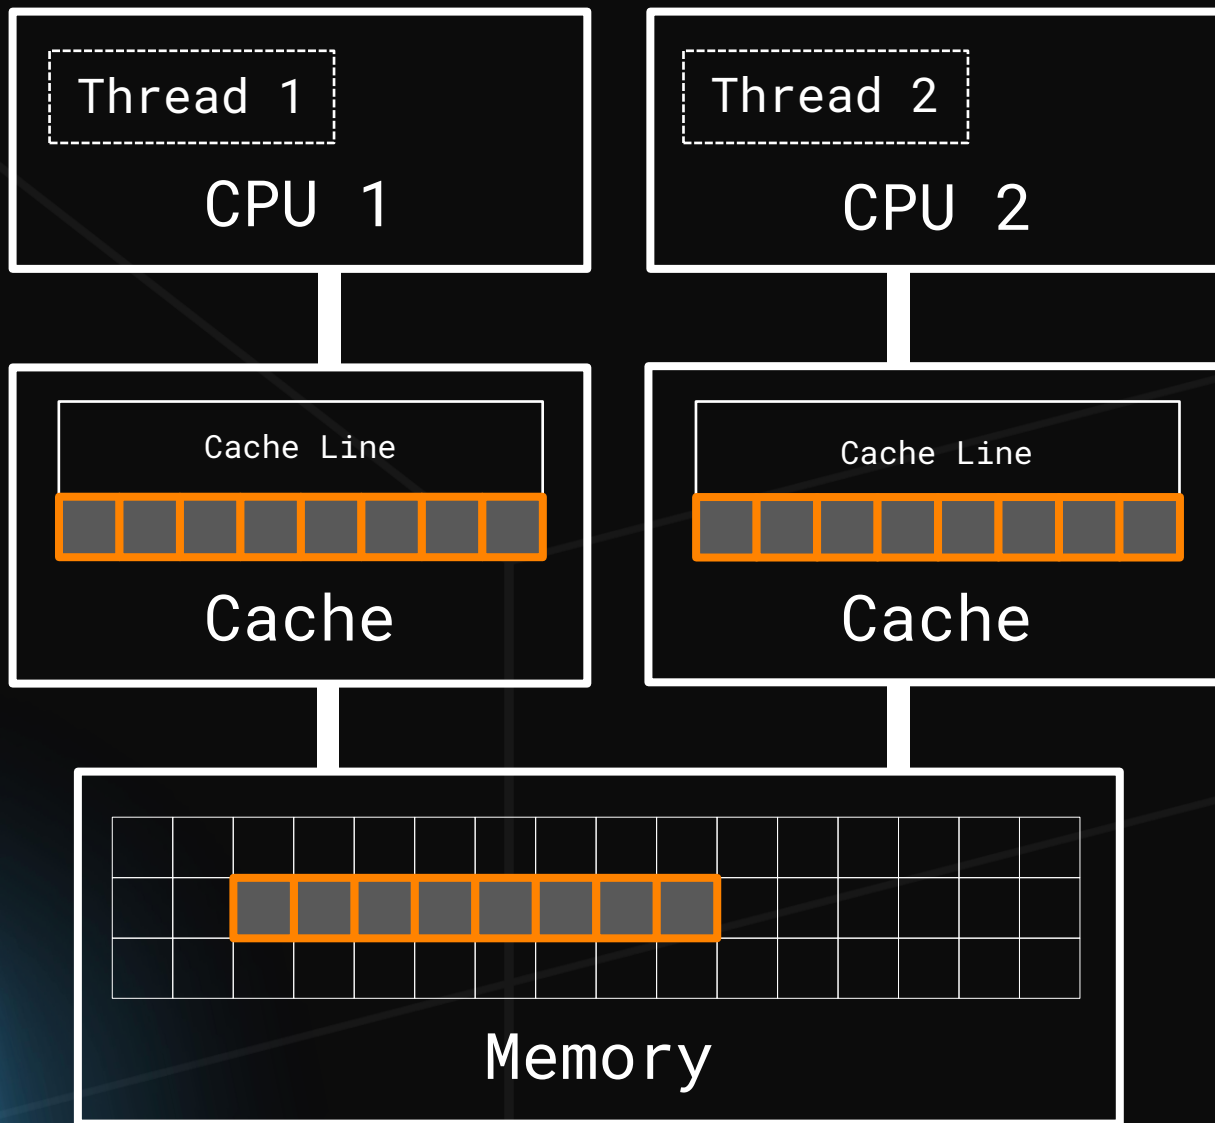 Thread 1
CPU 1
Thread 2
CPU 2
Cache Line
Cache
Cache Line
Cache
Memory